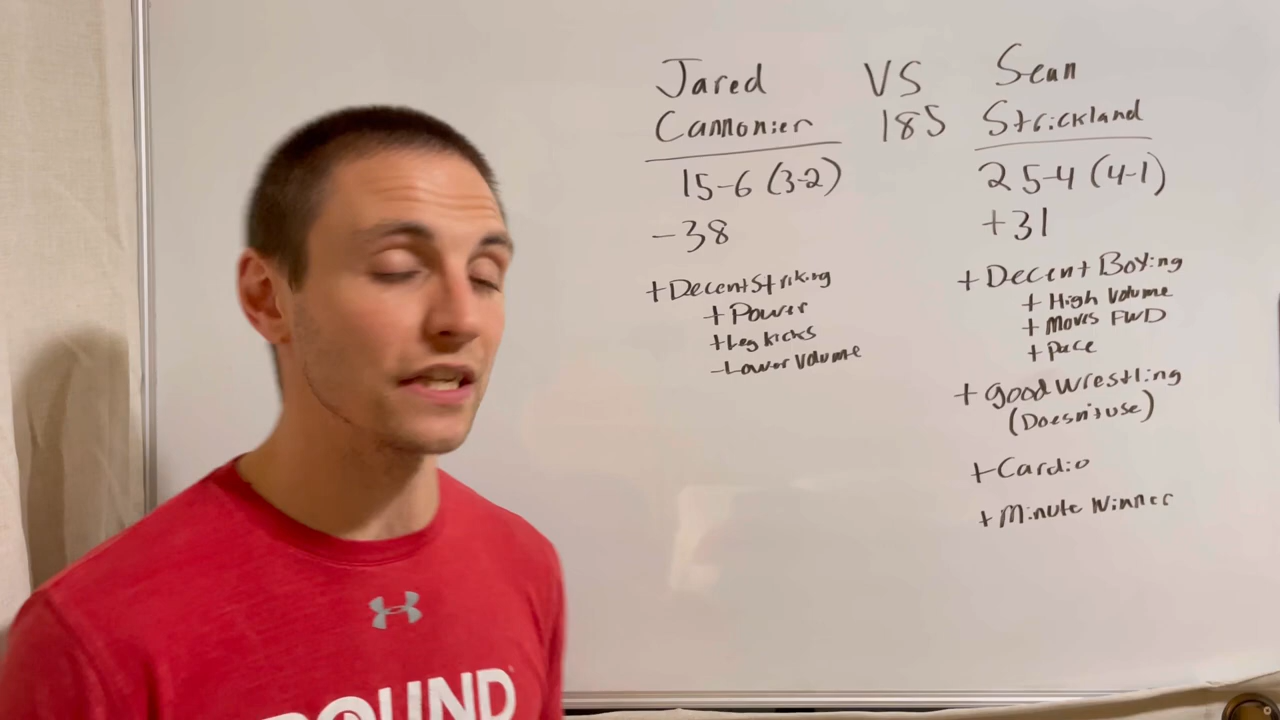 Jared VS Sean
Cannonier 185 Strickland
15-6 (3-2)
25-4 (4-1)
-38
+31
+Decent Striking
+Power
+Leg kicks
-Lower Volume
+Decent Boxing
+High Volume
+Moves FWD
+Pace
+good wrestling
(Doesn't use)
+Cardio
+Minute Winner